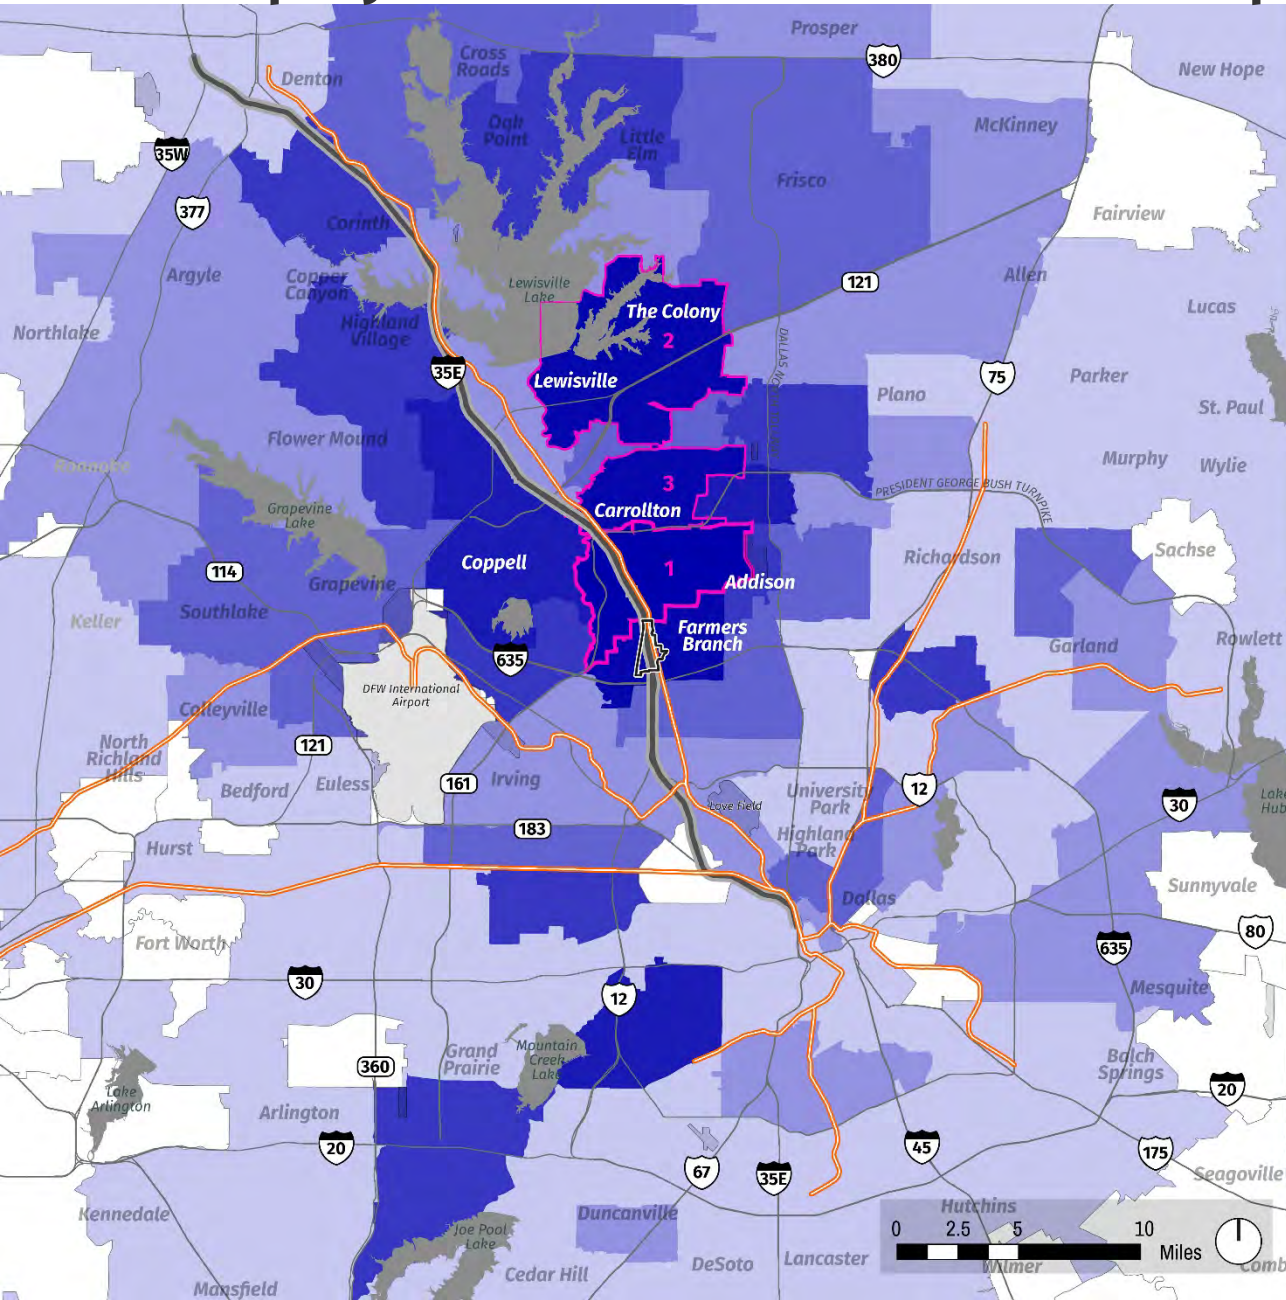 Prosper
Cross
Roads
380
New Hope
Denton
Oak
Point
Little
Elm
McKinney
35W
Frisco
377
Corinth
Fairview
Argyle
Copper
Canyon
Lewisville
Lake
121
Allen
The Colony
2
Lucas
Northlake
Highland
Village
35E
Lewisville
75
Parker
Plano
St. Paul
Flower Mound
Roanoke
Murphy
Wylie
3
PRESIDENT GEORGE BUSH TURNPIKE
Grapevine
Lake
Carrollton
Coppell
114
Grapevine
1
Addison
Richardson
Sachse
Southlake
Keller
Farmers
Branch
Garland
Rowlett
635
DFW International
Airport
Colleyville
121
North
Richland
Hills
Bedford
Euless
161
Irving
University
Park
12
30
Lake
Hub
Love Field
183
Highland
Park
Hurst
Dallas
Sunnyvale
Fort Worth
80
635
30
12
Mesquite
Grand
Prairie
Mountain
Creek
Lake
360
Balch
Springs
Lake
Arlington
Arlington
20
20
67
35E
45
175
Seagoville
Kennedale
Duncanville
Hutchins
Joe Pool
Lake
0 2.5 5 10
Miles
Cedar Hill
DeSoto
Lancaster
Wilmer
Comb
Mansfield